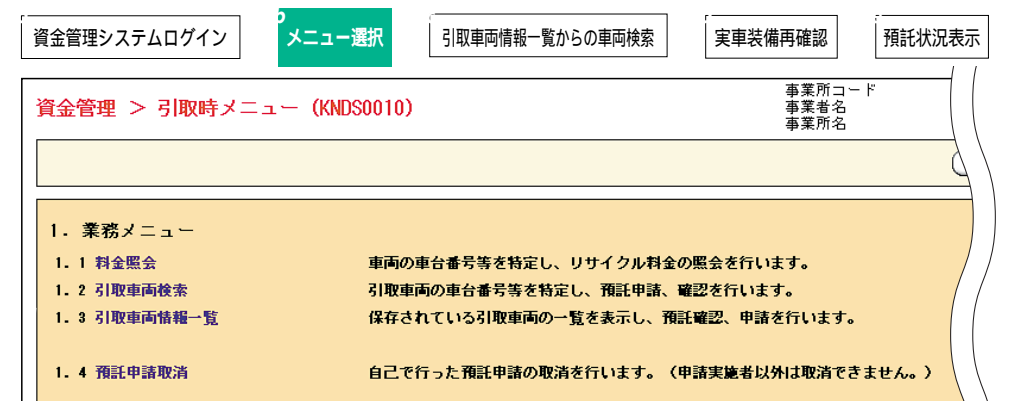 資金管理システムログイン
メニュー選択
引取車両情報一覧からの車両検索
実車装備再確認
預託状況表示
資金管理 ＞ 引取時メニュー (KNDS0010)
事業所コード
事業者名
事業所名
1. 業務メニュー
1. 1 料金照会 車両の車台番号等を特定し、リサイクル料金の照会を行います。
1. 2 引取車両検索 引取車両の車台番号等を特定し、預託申請、確認を行います。
1. 3 引取車両情報一覧 保存されている引取車両の一覧を表示し、預託確認、申請を行います。
1. 4 預託申請取消 自己で行った預託申請の取消を行います。（申請実施者以外は取消できません。）